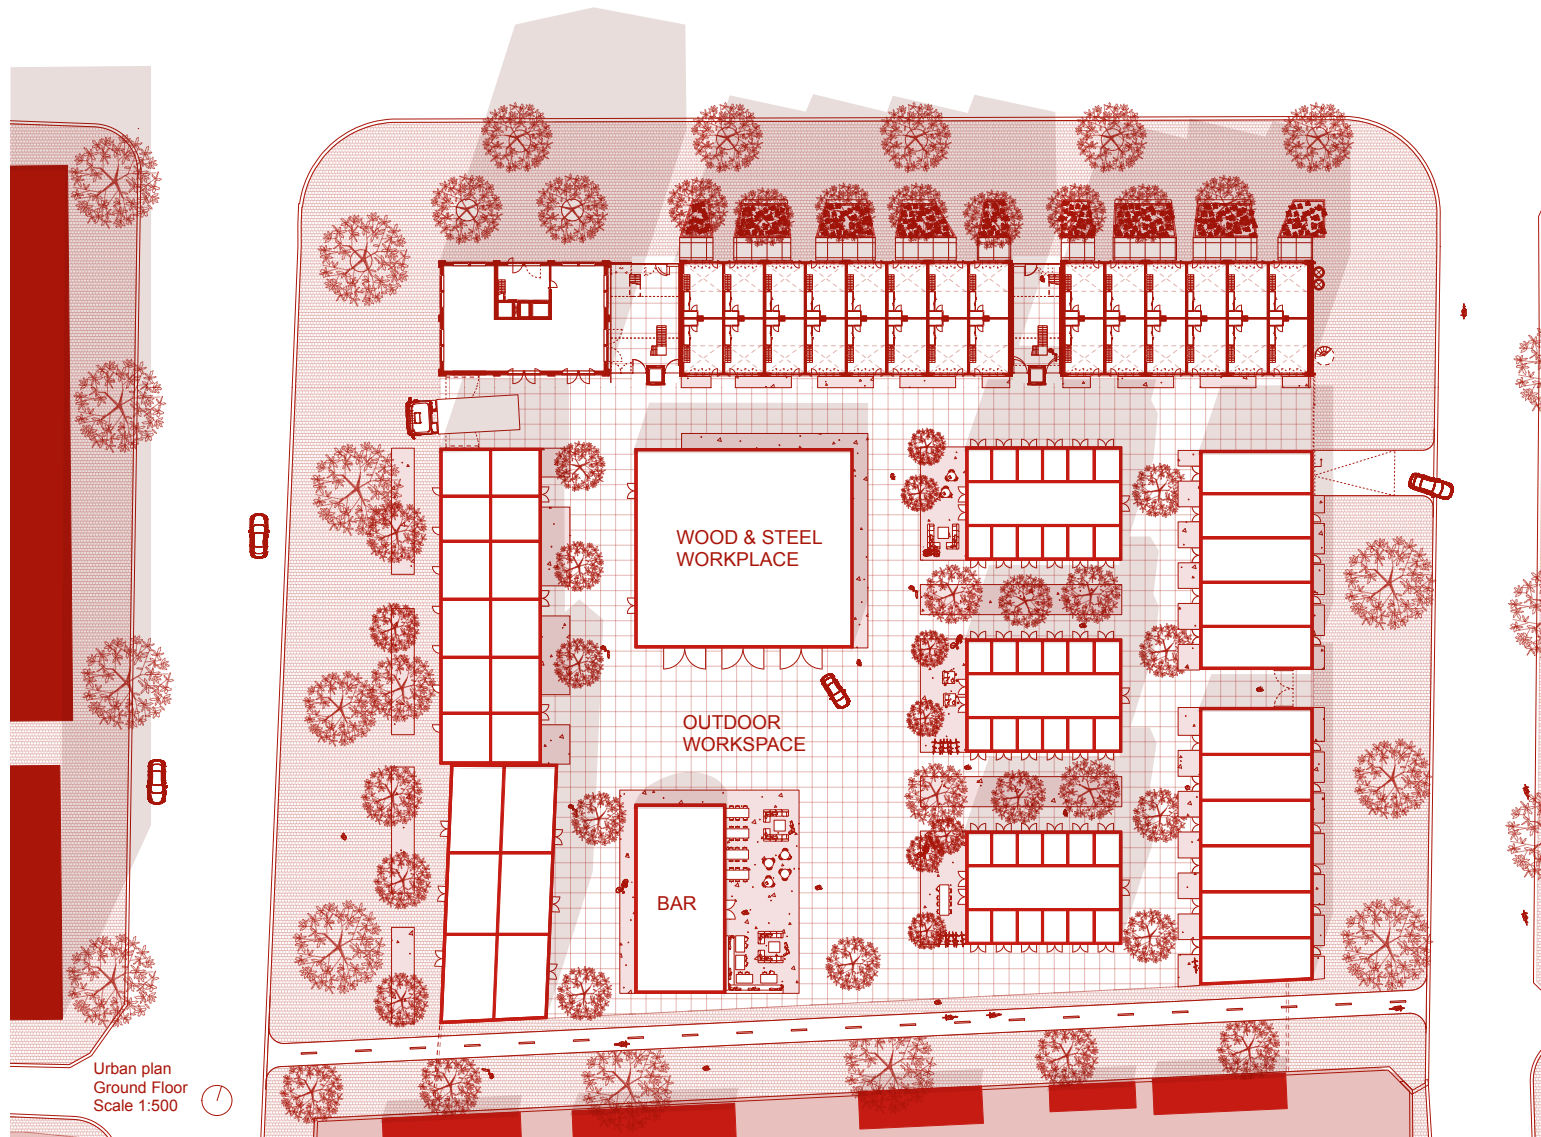 WOOD & STEEL
WORKPLACE
OUTDOOR
WORKSPACE
BAR
Urban plan
Ground Floor
Scale 1:500